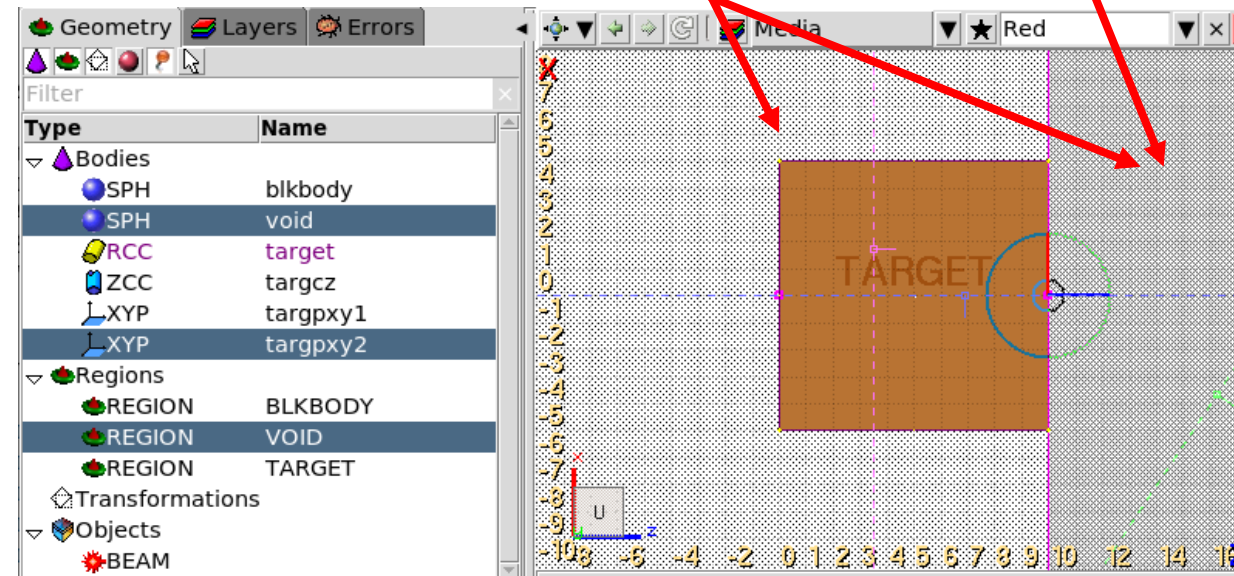 Geometry Layers Errors
Media Red
Filter
Type Name
Bodies
SPH blkbody
SPH void
RCC target
ZCC targcz
XYP targpxy1
XYP targpxy2
Regions
REGION BLKBODY
REGION VOID
REGION TARGET
Transformations
Objects
BEAM
X
7
6
5
4
3
2
1
0
-1
-2
-3
-4
-5
-6
-7
-8
-9
-10
TARGET
x
U
z
-8 -6 -4 -2 0 1 2 3 4 5 6 7 8 9 10 12 14